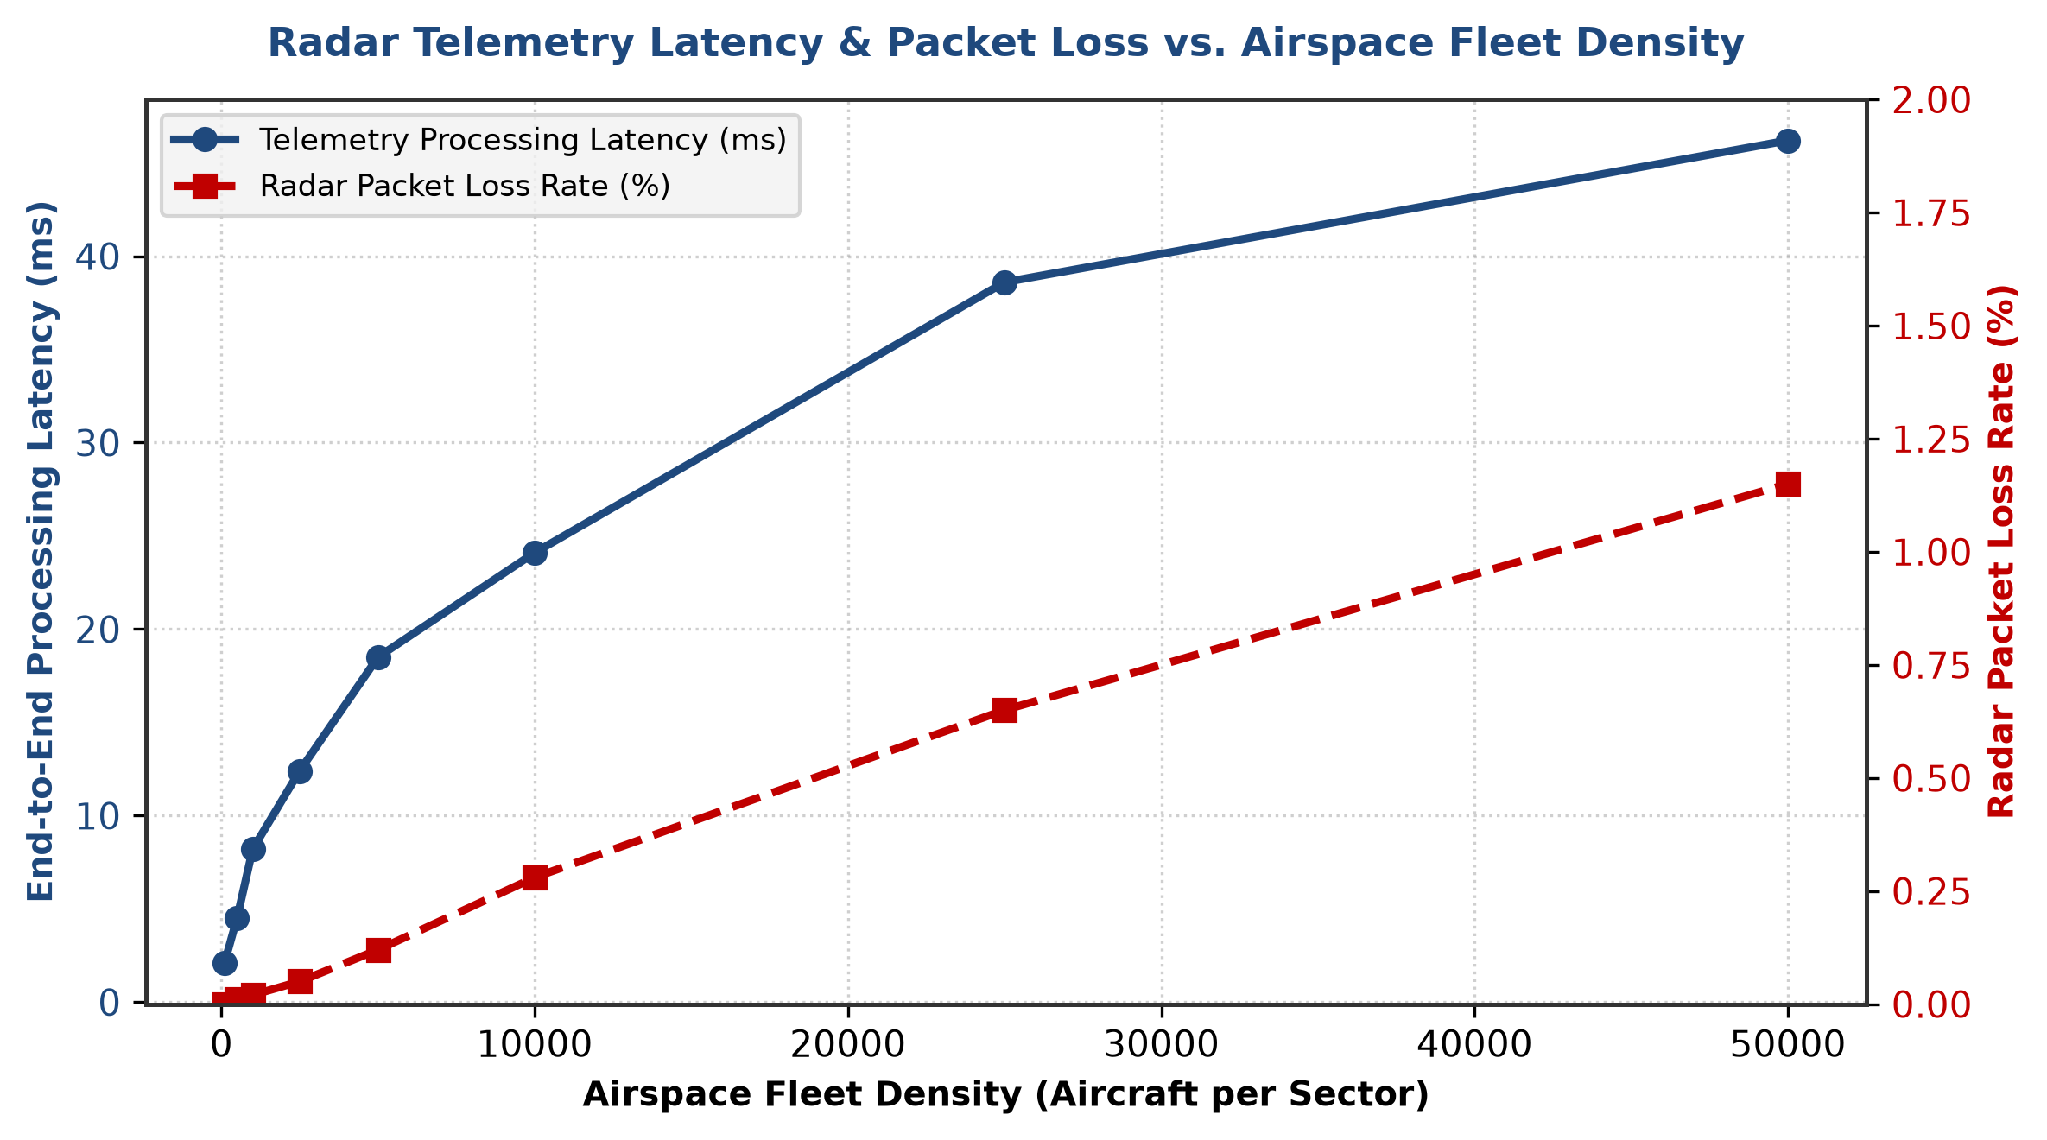 Radar Telemetry Latency & Packet Loss vs. Airspace Fleet Density
Telemetry Processing Latency (ms)
Radar Packet Loss Rate (%)
End-to-End Processing Latency (ms)
40
30
20
10
0
2.00
1.75
1.50
1.25
1.00
0.75
0.50
0.25
0.00
Radar Packet Loss Rate (%)
0 10000 20000 30000 40000 50000
Airspace Fleet Density (Aircraft per Sector)